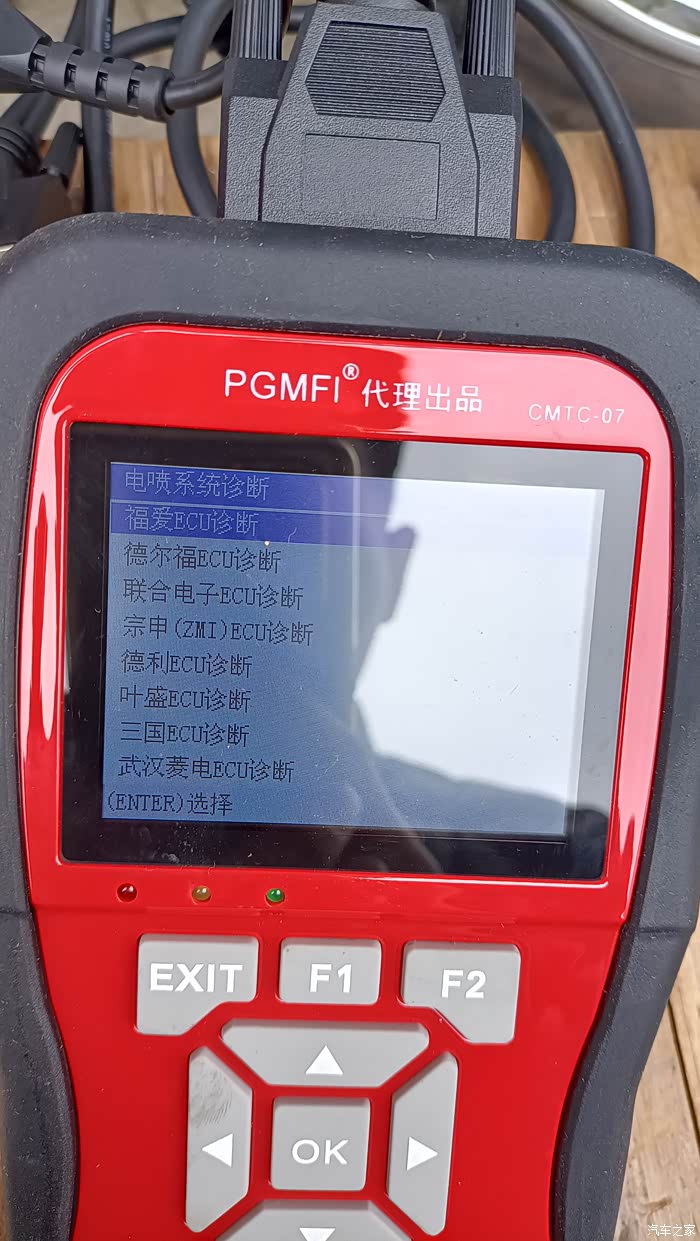 PGMFI® 代理出品
CMTC-07
电喷系统诊断
福爱ECU诊断
德尔福ECU诊断
联合电子ECU诊断
宗申(ZMI)ECU诊断
德利ECU诊断
叶盛ECU诊断
三国ECU诊断
武汉菱电ECU诊断
(ENTER)选择
EXIT
F1
F2
OK
汽车之家